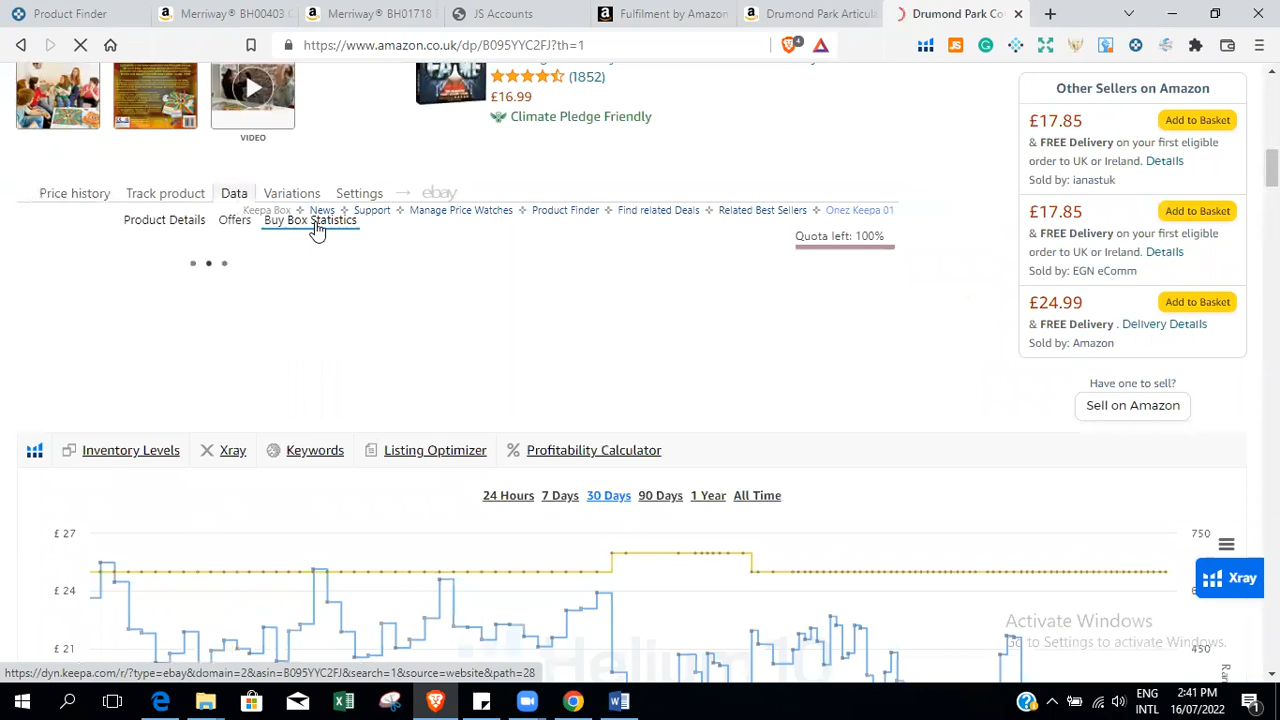 Product Finder
Merriway® BH00403 C
Merriway® BH01718
JS Accounts
Fulfilment by Amazon
Drumond Park Articula
Drumond Park Co
https://www.amazon.co.uk/dp/B095YYC2FJ?th=1
4
(1852)
£16.99
Climate Pledge Friendly
VIDEO
Other Sellers on Amazon
£17.85 Add to Basket
& FREE Delivery on your first eligible
order to UK or Ireland. Details
Sold by: ianastuk
£17.85 Add to Basket
& FREE Delivery on your first eligible
order to UK or Ireland. Details
Sold by: EGN eComm
£24.99 Add to Basket
& FREE Delivery . Delivery Details
Sold by: Amazon
Have one to sell?
Sell on Amazon
Price history Track product Data Variations Settings → ebay
Keepa Box News Support Manage Price Watches Product Finder Find related Deals Related Best Sellers Onez Keepa 01
Product Details Offers Buy Box Statistics
Quota left: 100%
Inventory Levels Xray Keywords Listing Optimizer Profitability Calculator
24 Hours 7 Days 30 Days 90 Days 1 Year All Time
£ 27 750
£ 24
£ 21 450
Xray
Helium 10
Activate Windows
Go to Settings to activate Windows.
https://dyn.keepa.com/r/?type=ebay&domain=2&asin=B095YYC2FJ&search=1&source=website&path=28
ENG
INTL
2:41 PM
16/07/2022